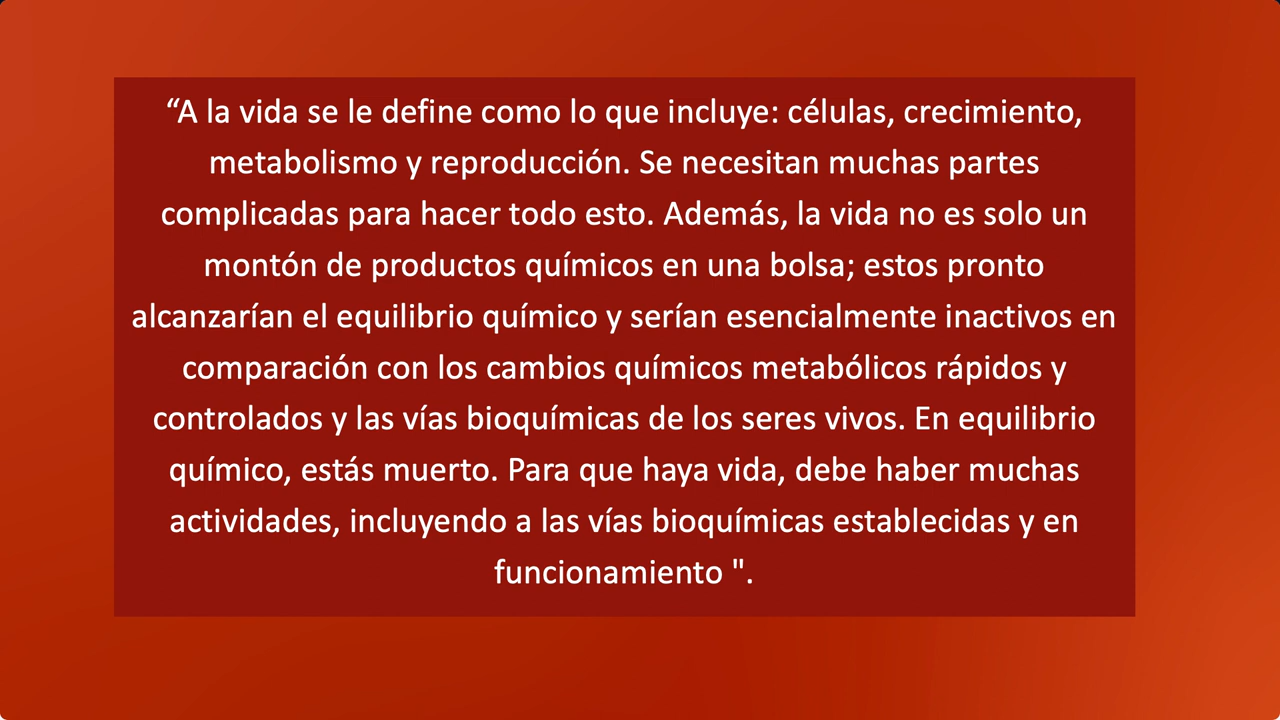 “A la vida se le define como lo que incluye: células, crecimiento,
metabolismo y reproducción. Se necesitan muchas partes
complicadas para hacer todo esto. Además, la vida no es solo un
montón de productos químicos en una bolsa; estos pronto
alcanzarían el equilibrio químico y serían esencialmente inactivos en
comparación con los cambios químicos metabólicos rápidos y
controlados y las vías bioquímicas de los seres vivos. En equilibrio
químico, estás muerto. Para que haya vida, debe haber muchas
actividades, incluyendo a las vías bioquímicas establecidas y en
funcionamiento ".